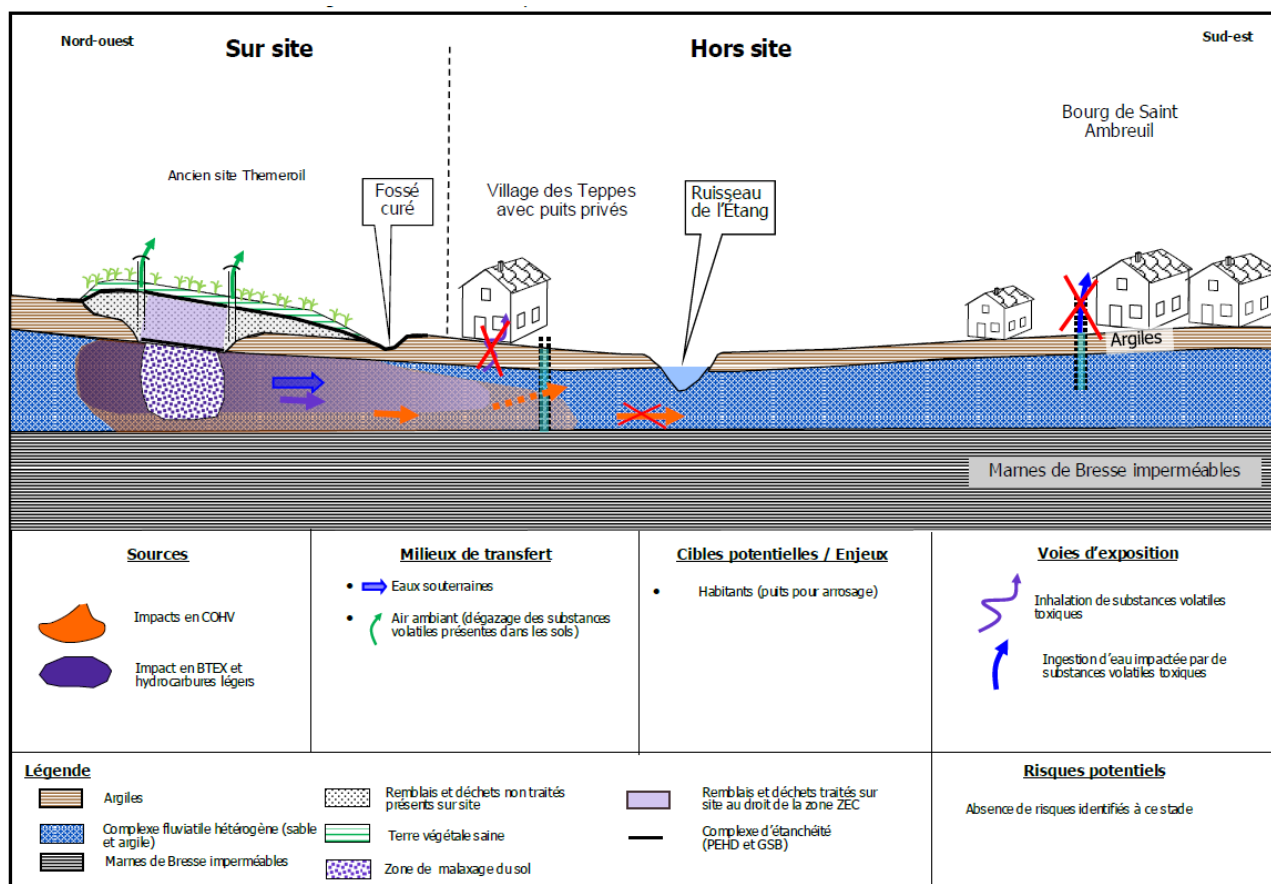 Nord-ouest
Sur site
Hors site
Sud-est
Bourg de Saint
Ambreuil
Ancien site Themeroil
Fossé
curé
Village des Teppes
avec puits privés
Ruisseau
de l'Étang
Argiles
Marnes de Bresse imperméables
Sources
Impacts en COHV
Impact en BTEX et
hydrocarbures légers
Milieux de transfert
• Eaux souterraines
• Air ambiant (dégazage des substances
volatiles présentes dans les sols)
Cibles potentielles / Enjeux
• Habitants (puits pour arrosage)
Voies d'exposition
Inhalation de substances volatiles
toxiques
Ingestion d'eau impactée par de
substances volatiles toxiques
Légende
Argiles
Complexe fluviatile hétérogène (sable
et argile)
Marnes de Bresse imperméables
Remblais et déchets non traités
présents sur site
Terre végétale saine
Zone de malaxage du sol
Remblais et déchets traités sur
site au droit de la zone ZEC
Complexe d'étanchéité
(PEHD et GSB)
Risques potentiels
Absence de risques identifiés à ce stade